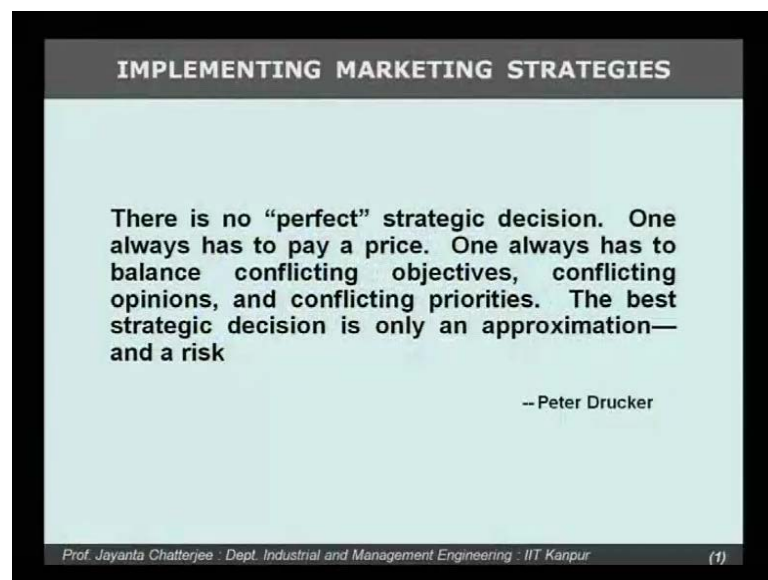 IMPLEMENTING MARKETING STRATEGIES
There is no “perfect” strategic decision. One
always has to pay a price. One always has to
balance conflicting objectives, conflicting
opinions, and conflicting priorities. The best
strategic decision is only an approximation—
and a risk
-- Peter Drucker
Prof. Jayanta Chatterjee : Dept. Industrial and Management Engineering : IIT Kanpur (1)